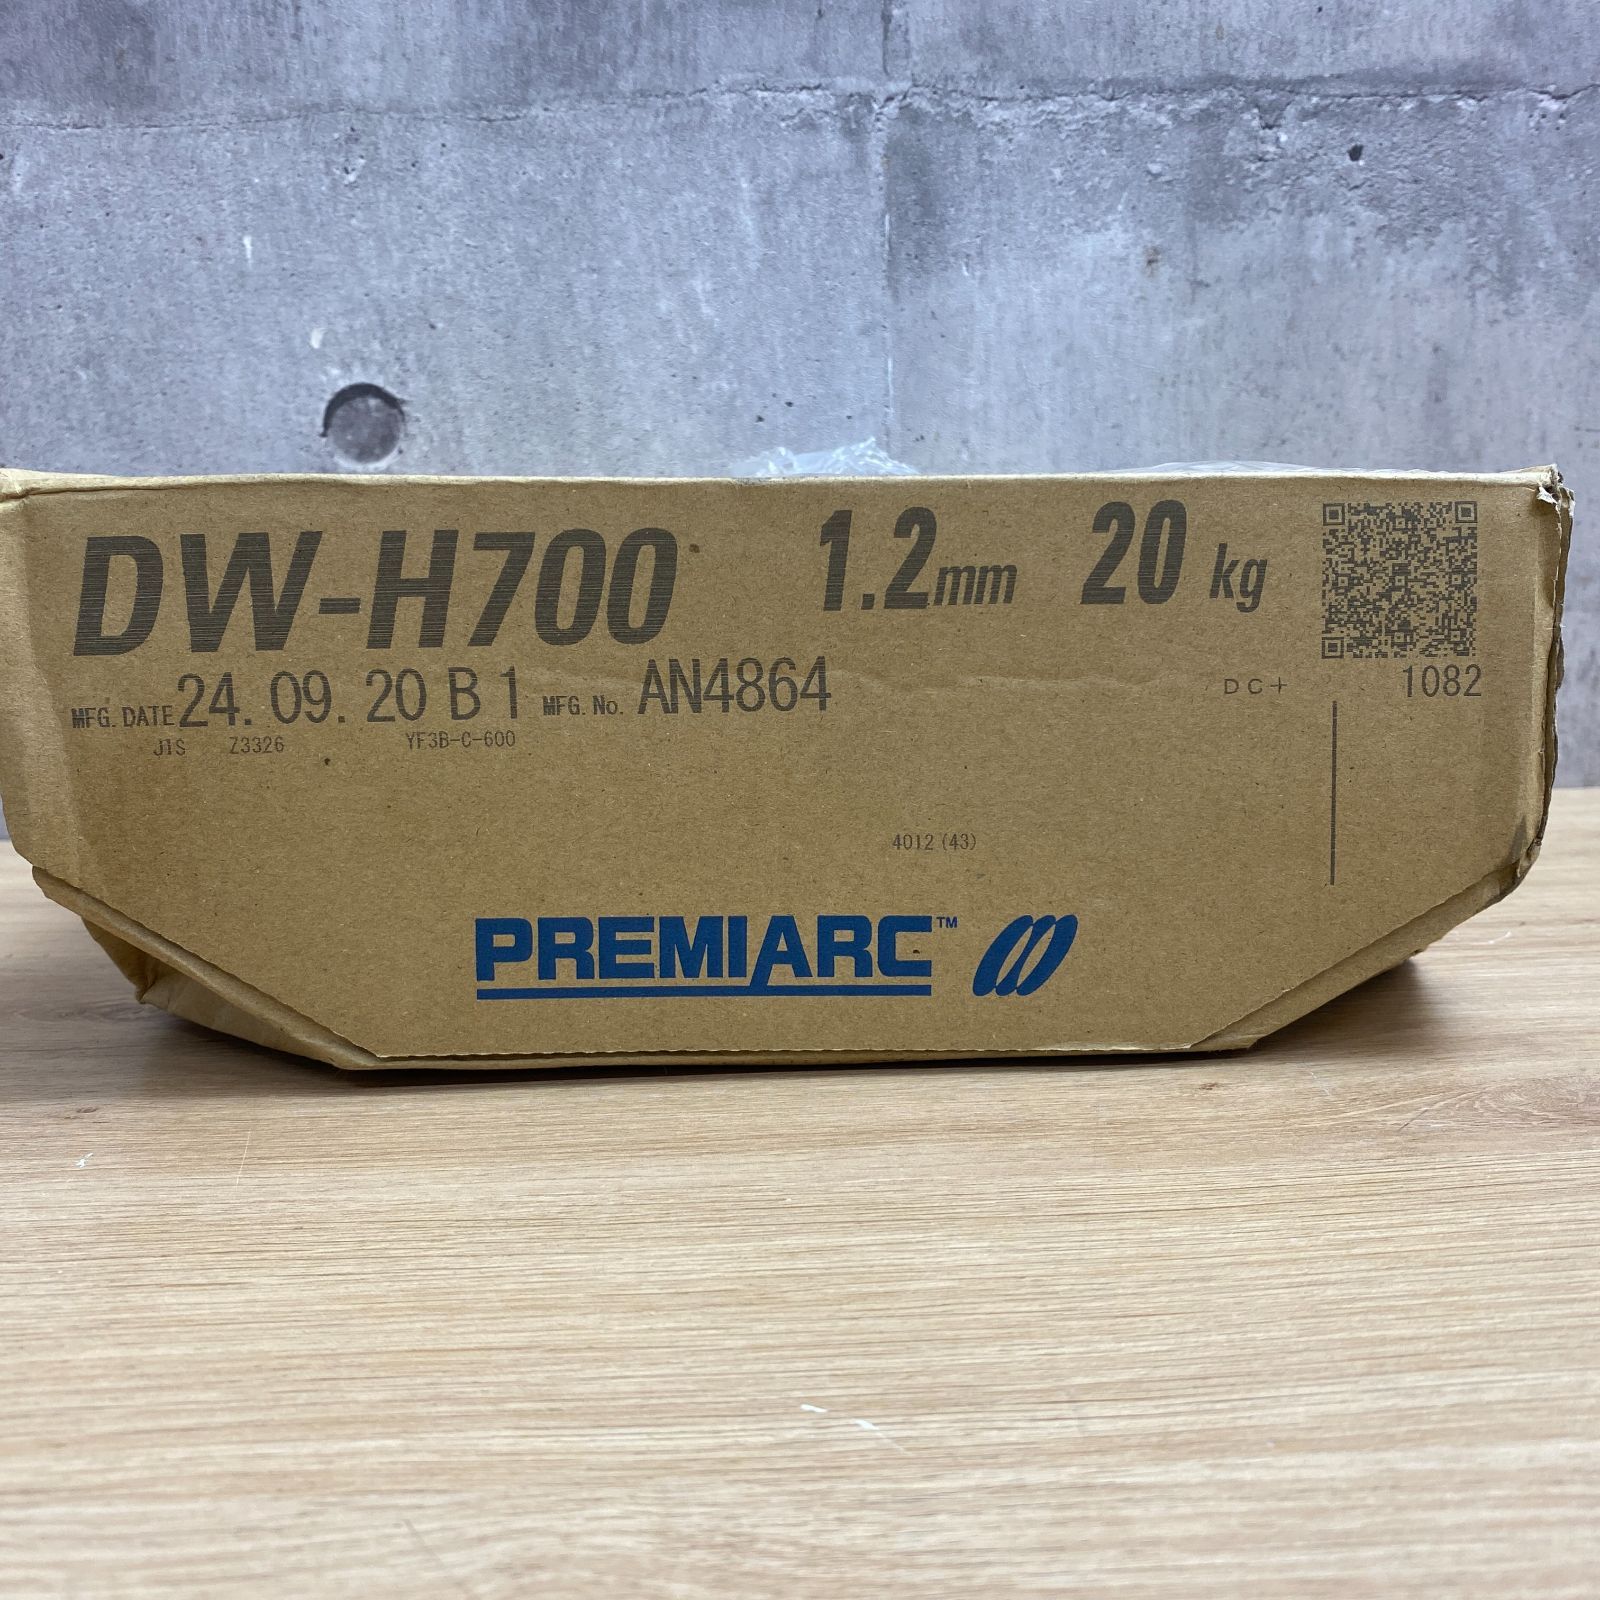 DW-H700 1.2mm 20 kg
MFG. DATE 24. 09. 20 B 1 MFG. No. AN4864 DC+ 1082
JIS Z3326 YF3B-C-600
4012 (43)
PREMIARC™